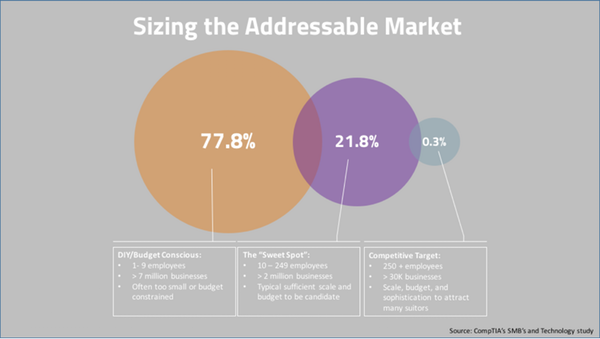 Sizing the Addressable Market
77.8%
21.8%
0.3%
DIY/Budget Conscious:
• 1- 9 employees
• > 7 million businesses
• Often too small or budget
constrained
The "Sweet Spot":
• 10 – 249 employees
• > 2 million businesses
• Typical sufficient scale and
budget to be candidate
Competitive Target:
• 250 + employees
• > 30K businesses
• Scale, budget, and
sophistication to attract
many suitors
Source: CompTIA's SMB's and Technology study